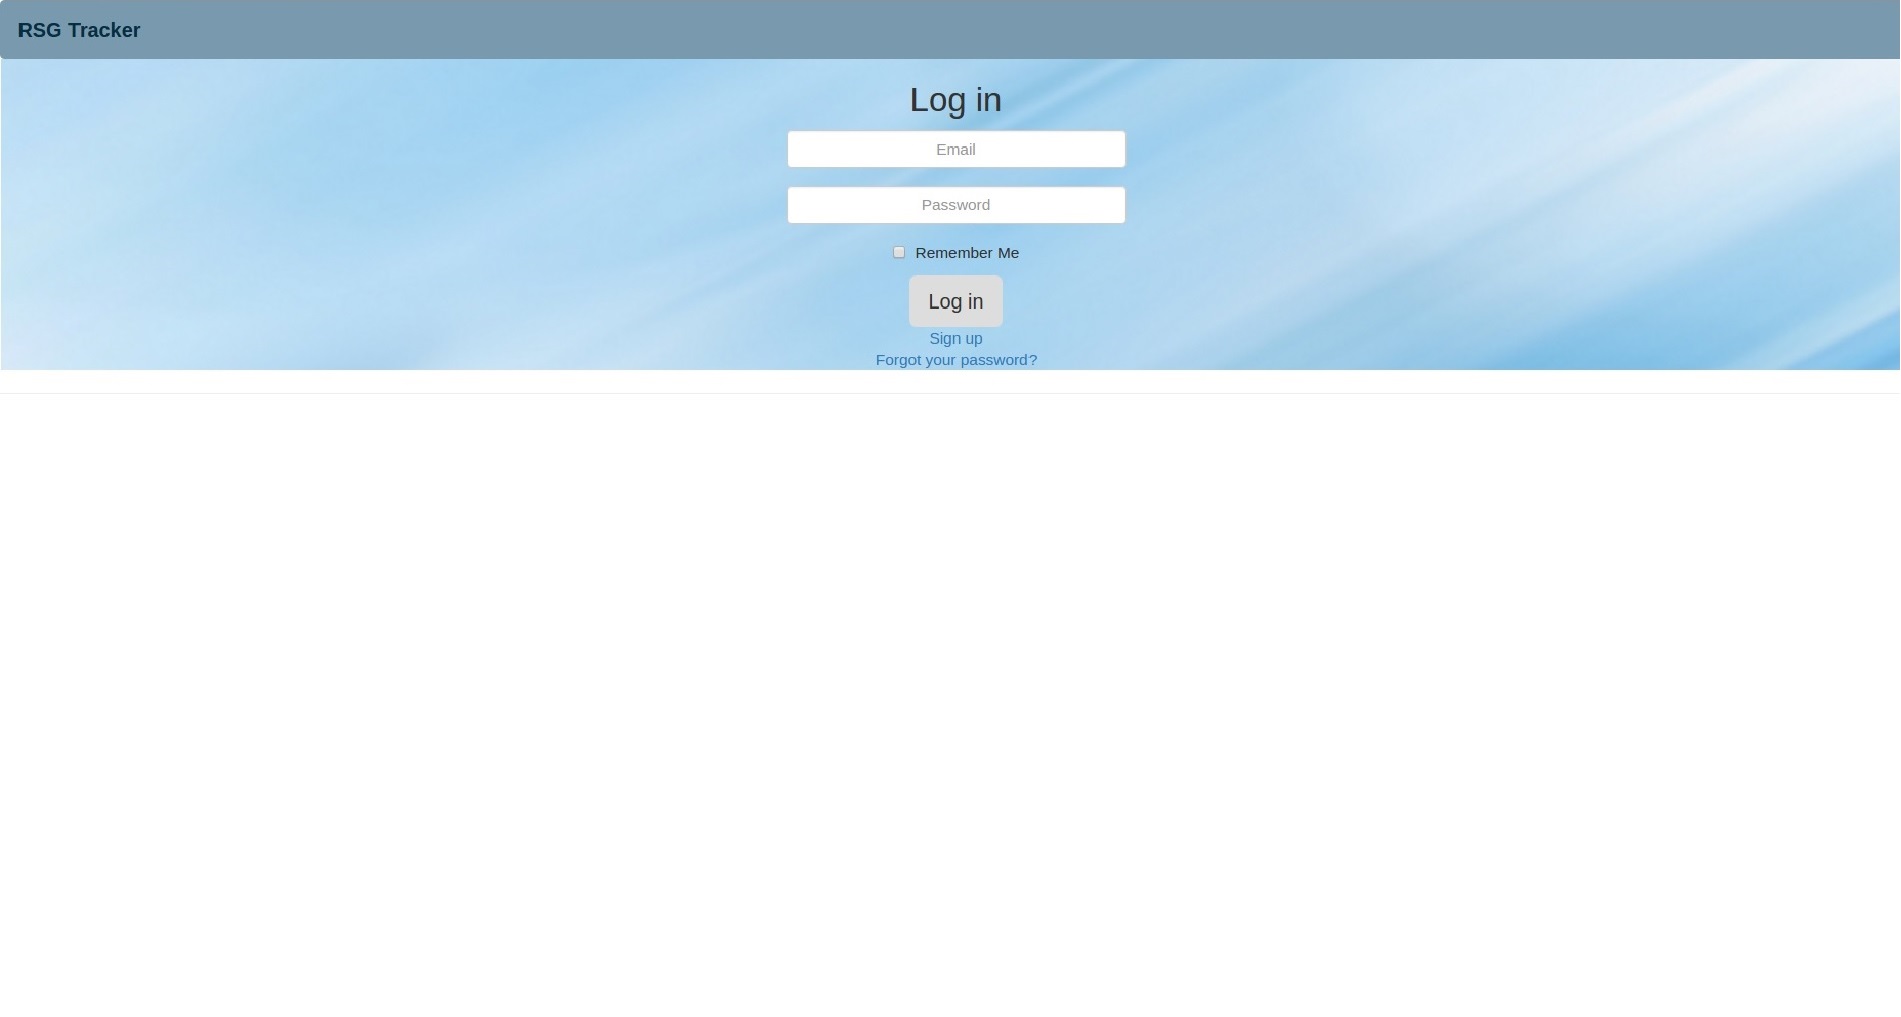 RSG Tracker
Log in
Email
Password
Remember Me
Log in
Sign up
Forgot your password?